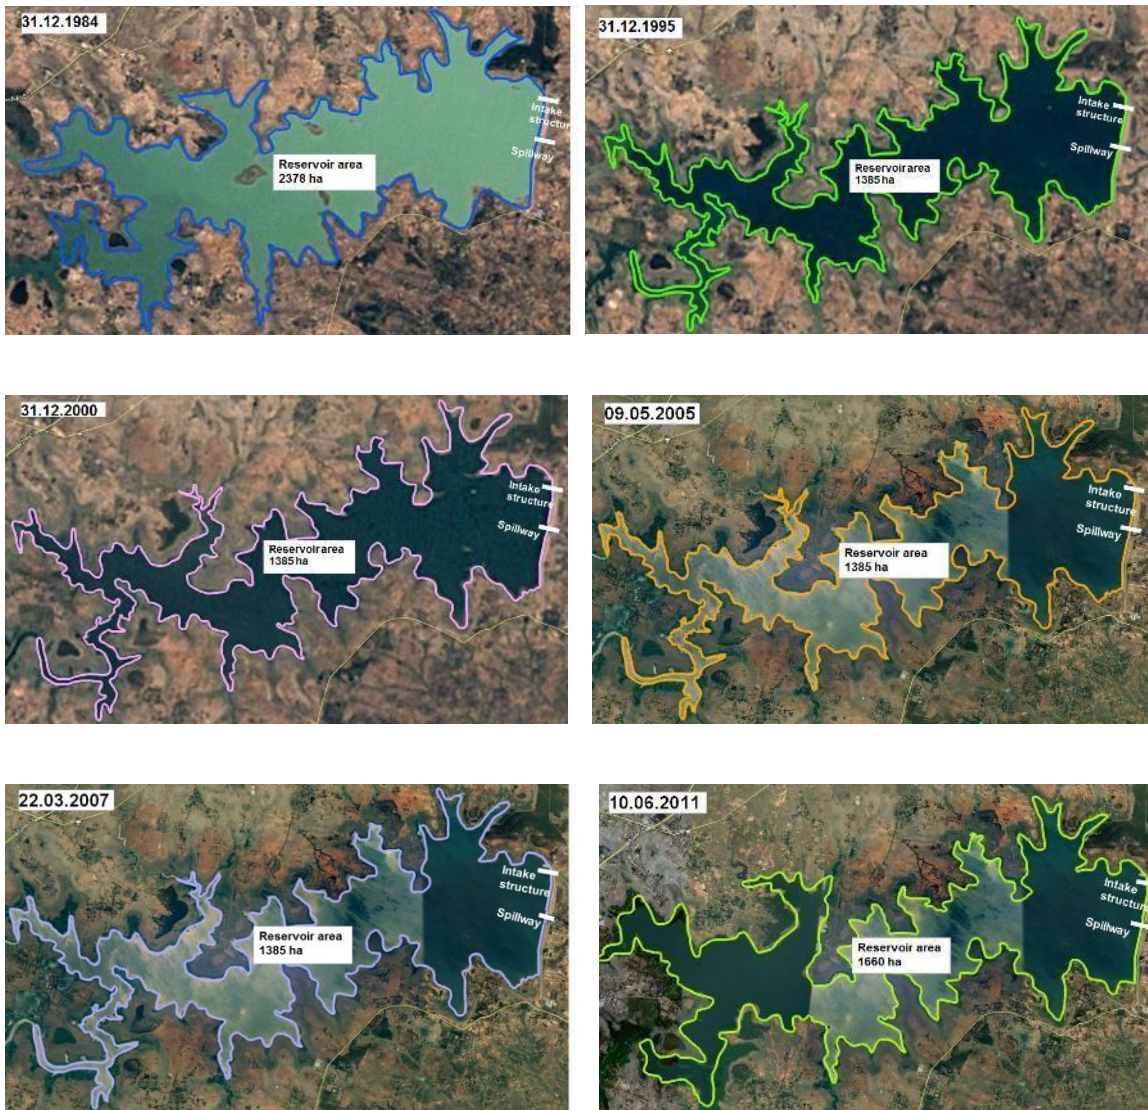 31.12.1984
Intake
structur
Spillway
Reservoir area
2378 ha
31.12.1995
Intake
structure
Spillway
Reservoir area
1385 ha
31.12.2000
Intake
structure
Spillway
Reservoir area
1385 ha
09.05.2005
Intake
structure
Spillway
Reservoir area
1385 ha
22.03.2007
Intake
structure
Spillway
Reservoir area
1385 ha
10.06.2011
Intake
structur
Spillway
Reservoir area
1660 ha